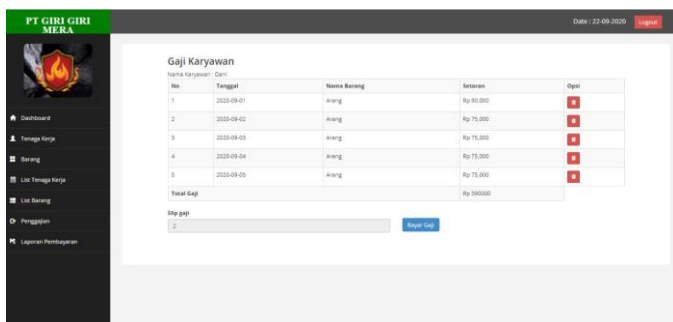 PT GIRI GIRI
MERA
Date : 22-09-2020 Logout
Dashboard
Tenaga Kerja
Barang
List Tenaga Kerja
List Barang
Penggajian
Laporan Pembayaran
Gaji Karyawan
Nama Karyawan : Dani
No Tanggal Nama Barang Setoran Opsi
1 2020-09-01 Arang Rp 90,000
2 2020-09-02 Arang Rp 75,000
3 2020-09-03 Arang Rp 75,000
4 2020-09-04 Arang Rp 75,000
5 2020-09-05 Arang Rp 75,000
Total Gaji Rp 390000
Slip gaji
2 Bayar Gaji